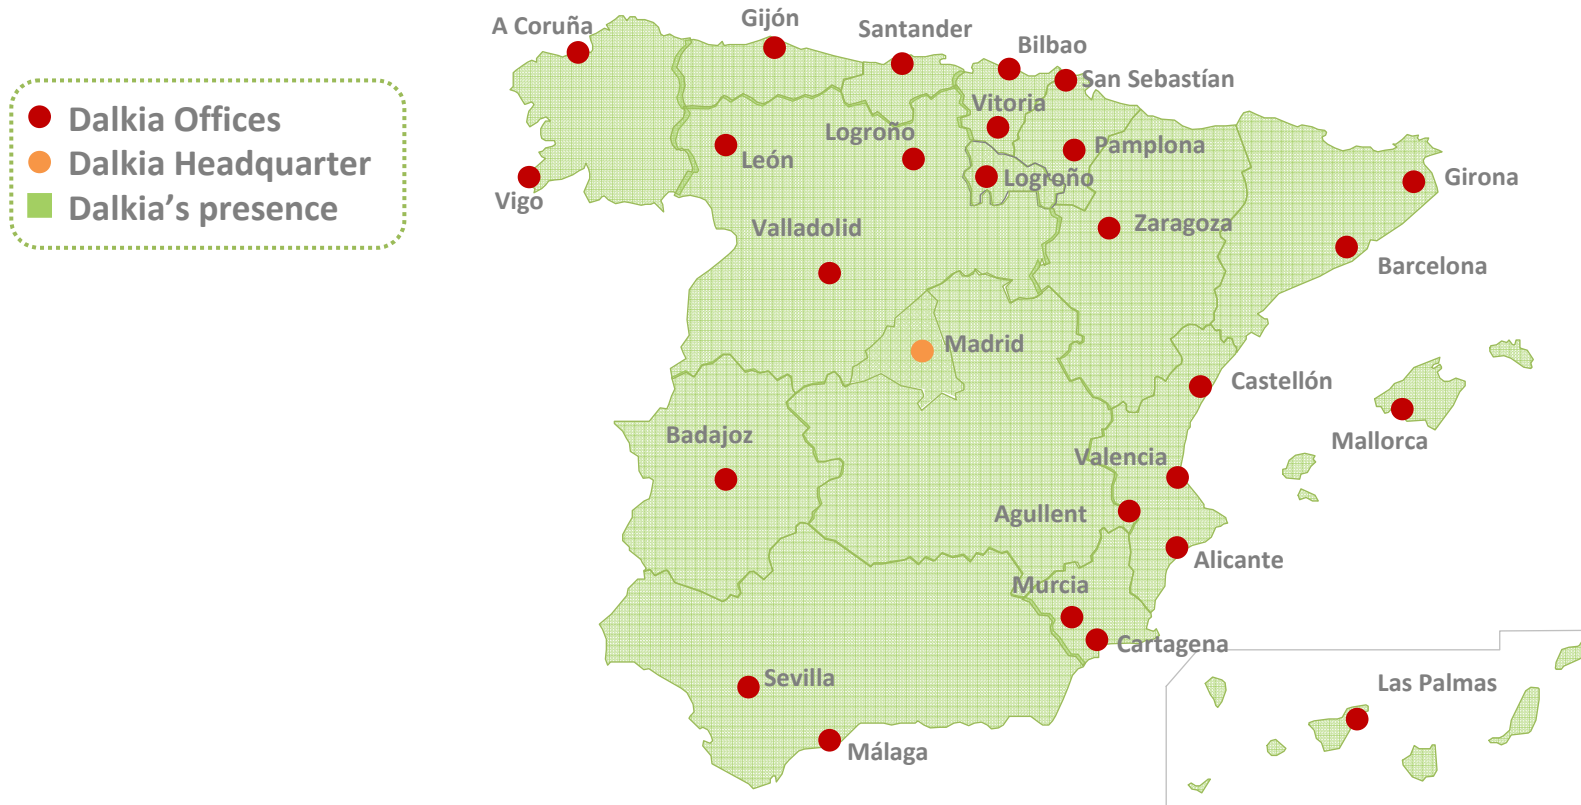 A Coruña
Gijón
Santander
Bilbao
San Sebastían
Dalkia Offices
Dalkia Headquarter
Dalkia's presence
Vitoria
Logroño
León
Pamplona
Logroño
Girona
Vigo
Valladolid
Zaragoza
Barcelona
Madrid
Castellón
Badajoz
Mallorca
Valencia
Agullent
Alicante
Murcia
Cartagena
Sevilla
Las Palmas
Málaga